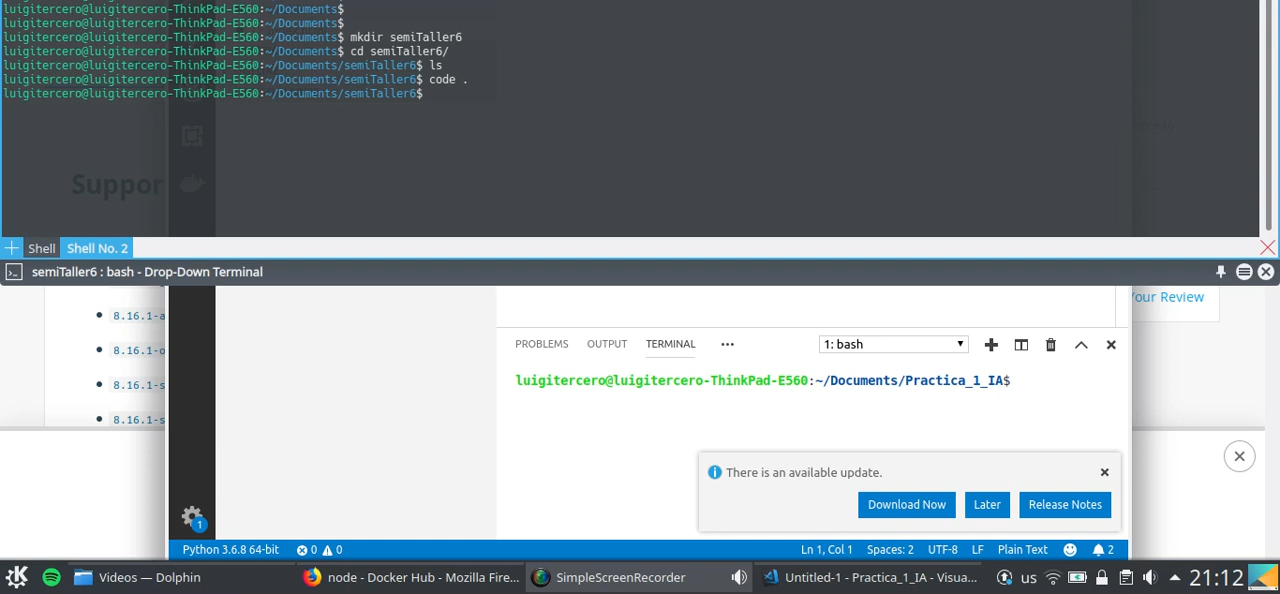 luigitercero@luigitercero-ThinkPad-E560:~/Documents$
luigitercero@luigitercero-ThinkPad-E560:~/Documents$
luigitercero@luigitercero-ThinkPad-E560:~/Documents$ mkdir semiTaller6
luigitercero@luigitercero-ThinkPad-E560:~/Documents$ cd semiTaller6/
luigitercero@luigitercero-ThinkPad-E560:~/Documents/semiTaller6$ ls
luigitercero@luigitercero-ThinkPad-E560:~/Documents/semiTaller6$ code .
luigitercero@luigitercero-ThinkPad-E560:~/Documents/semiTaller6$
Suppor
Shell Shell No. 2
semiTaller6 : bash - Drop-Down Terminal
8.16.1-a
Your Review
8.16.1-o
8.16.1-s
8.16.1-s
PROBLEMS OUTPUT TERMINAL ••• 1: bash
luigitercero@luigitercero-ThinkPad-E560:~/Documents/Practica_1_IA$
There is an available update.
Download Now Later Release Notes
1
Python 3.6.8 64-bit 0 0 Ln 1, Col 1 Spaces: 2 UTF-8 LF Plain Text 2
Videos — Dolphin node - Docker Hub - Mozilla Fire... SimpleScreenRecorder Untitled-1 - Practica_1_IA - Visua... us 21:12